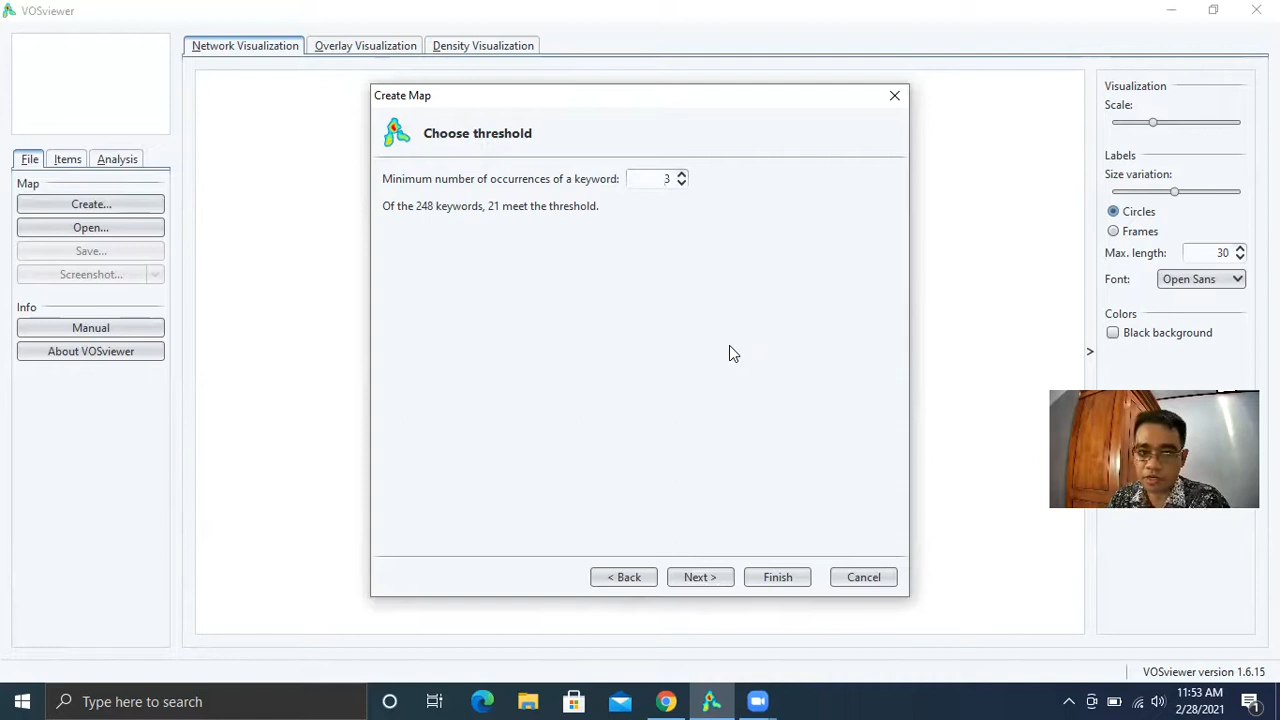 VOSviewer
Network Visualization
Overlay Visualization
Density Visualization
Create Map
Choose threshold
Minimum number of occurrences of a keyword: 3
Of the 248 keywords, 21 meet the threshold.
< Back
Next >
Finish
Cancel
File
Items
Analysis
Map
Create...
Open...
Save...
Screenshot...
Info
Manual
About VOSviewer
Visualization
Scale:
Labels
Size variation:
Circles
Frames
Max. length: 30
Font: Open Sans
Colors
Black background
>
VOSviewer version 1.6.15
Type here to search
11:53 AM
2/28/2021
1